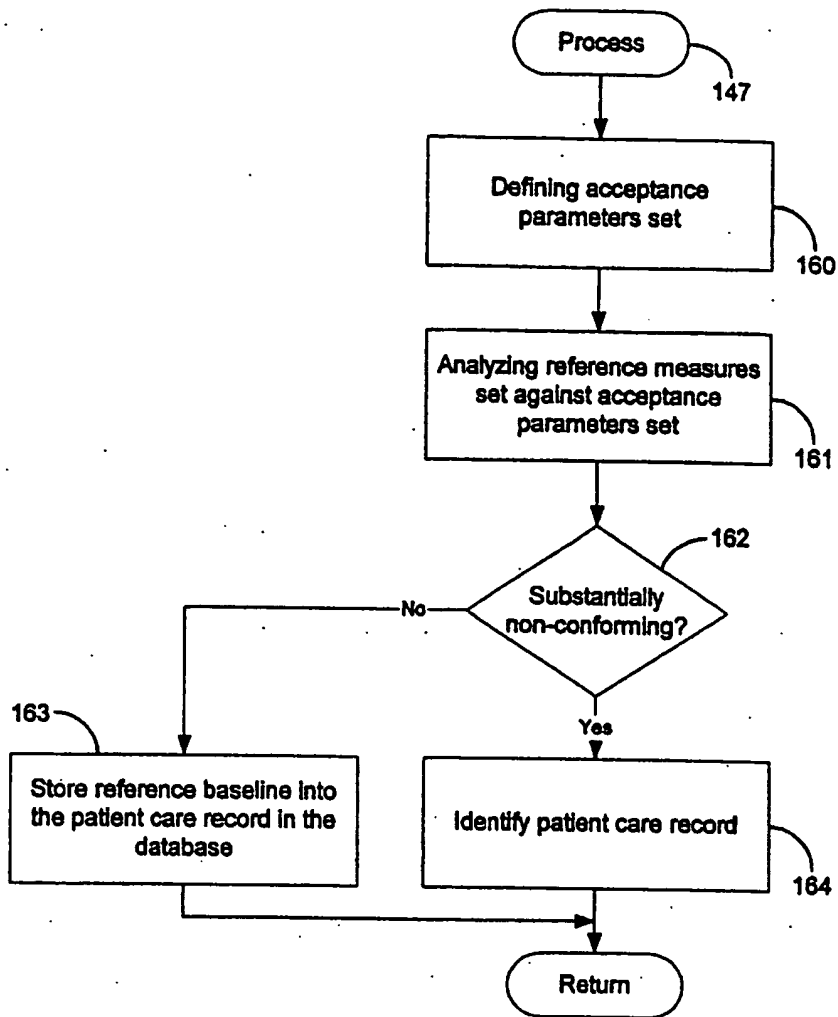 Process
147
Defining acceptance
parameters set
160
Analyzing reference measures
set against acceptance
parameters set
161
162
Substantially
non-conforming?
No
Yes
163
Store reference baseline into
the patient care record in the
database
Identify patient care record
164
Return